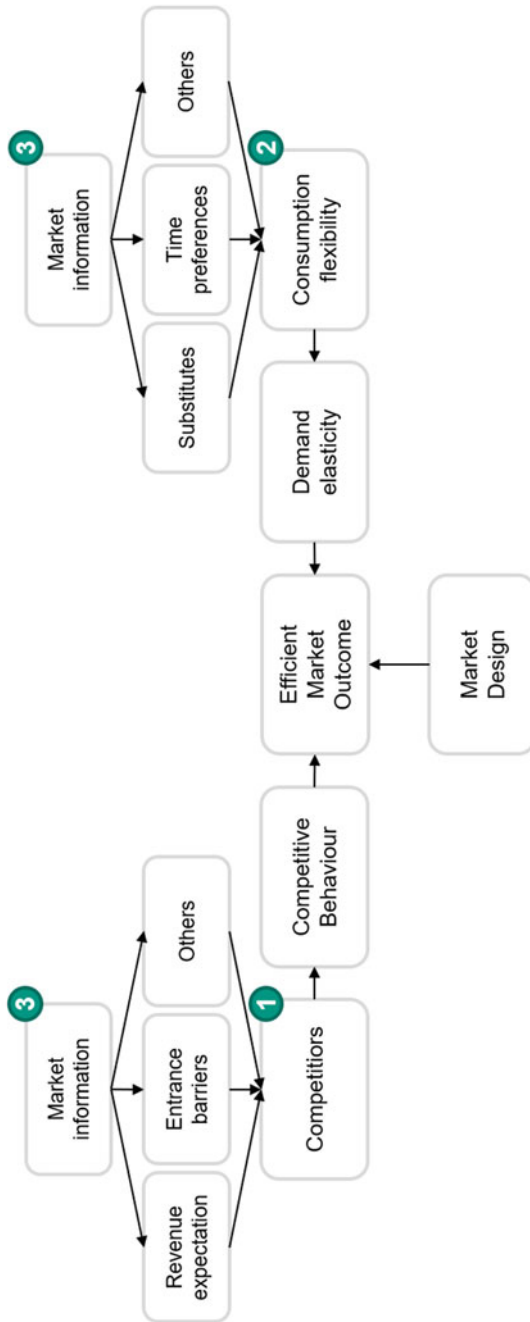 3
Market
information
Revenue
expectation
Entrance
barriers
Others
1
Competitiors
Competitive
Behaviour
Efficient
Market
Outcome
Market
Design
3
Market
information
Substitutes
Time
preferences
Others
2
Consumption
flexibility
Demand
elasticity